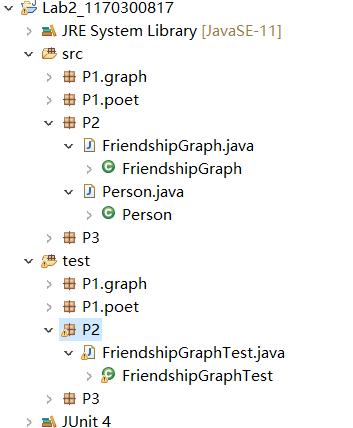 Lab2_1170300817
JRE System Library [JavaSE-11]
src
P1.graph
P1.poet
P2
FriendshipGraph.java
FriendshipGraph
Person.java
Person
P3
test
P1.graph
P1.poet
P2
FriendshipGraphTest.java
FriendshipGraphTest
P3
JUnit 4